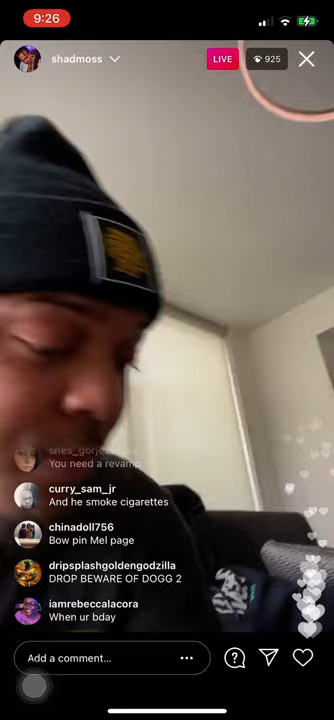 9:26
shadmoss
LIVE
925
You need a revamp
curry_sam_jr
And he smoke cigarettes
chinadoll756
Bow pin Mel page
dripsplashgoldengodzilla
DROP BEWARE OF DOGG 2
iamrebeccalacora
When ur bday
Add a comment...